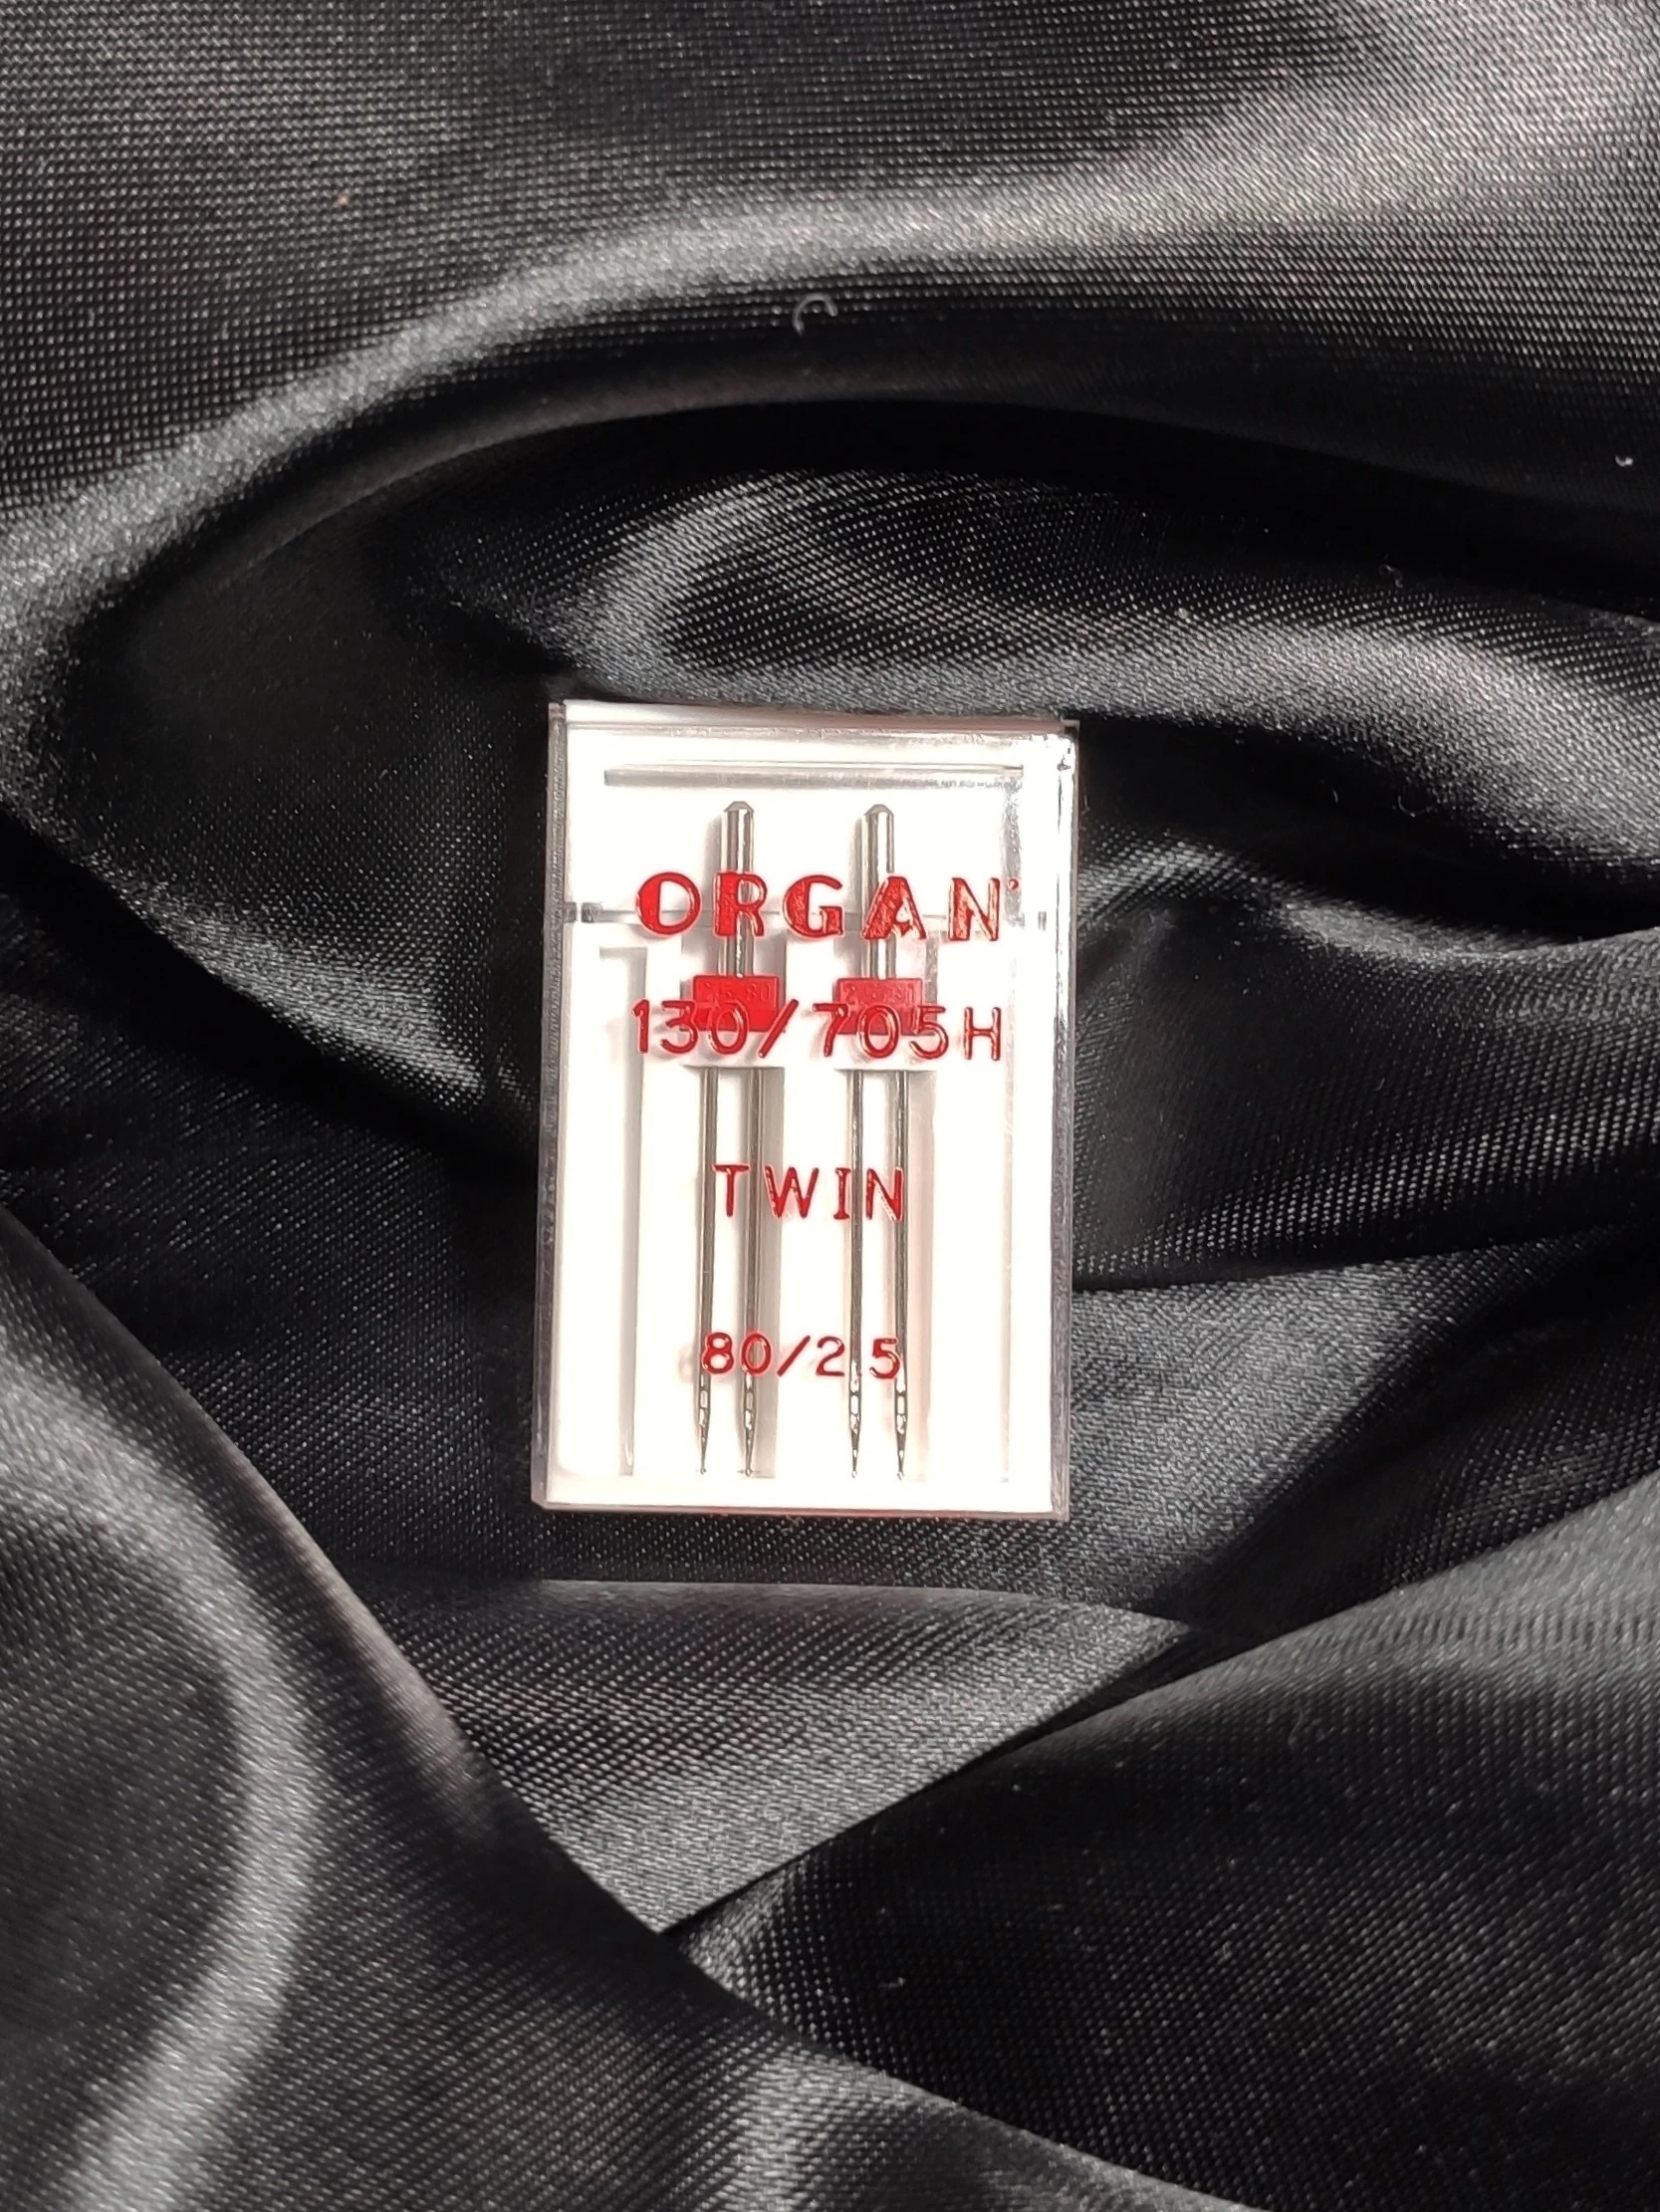 ORGAN
130/705H
TWIN
80/2.5